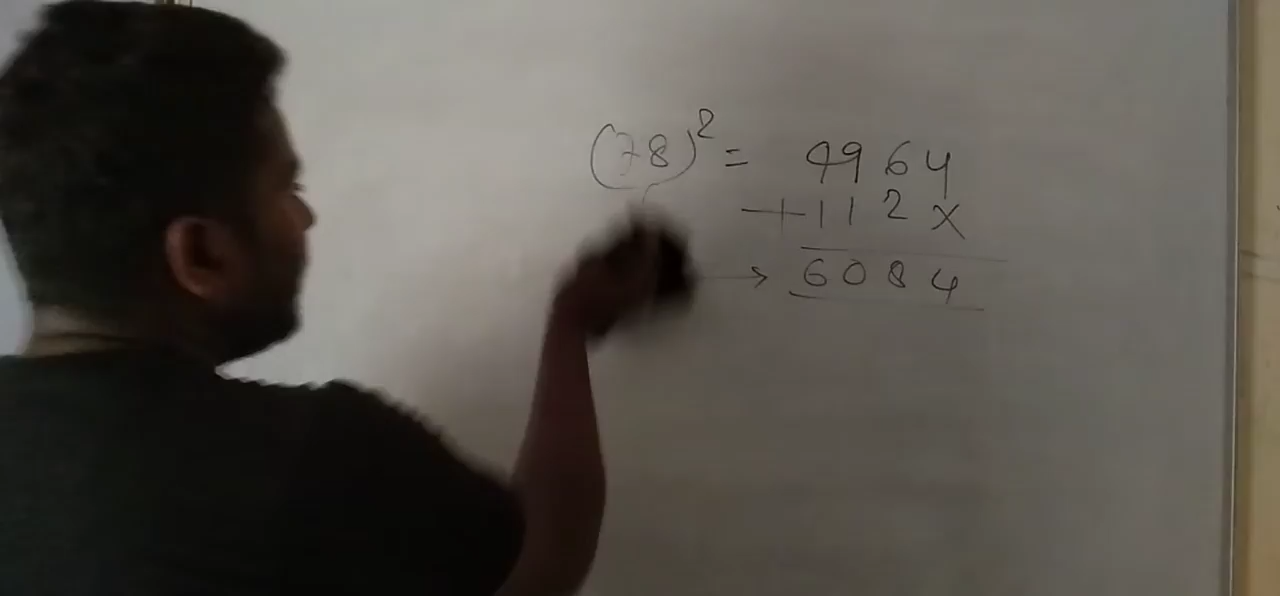 (78)² = 4964
+112x
→ 6084